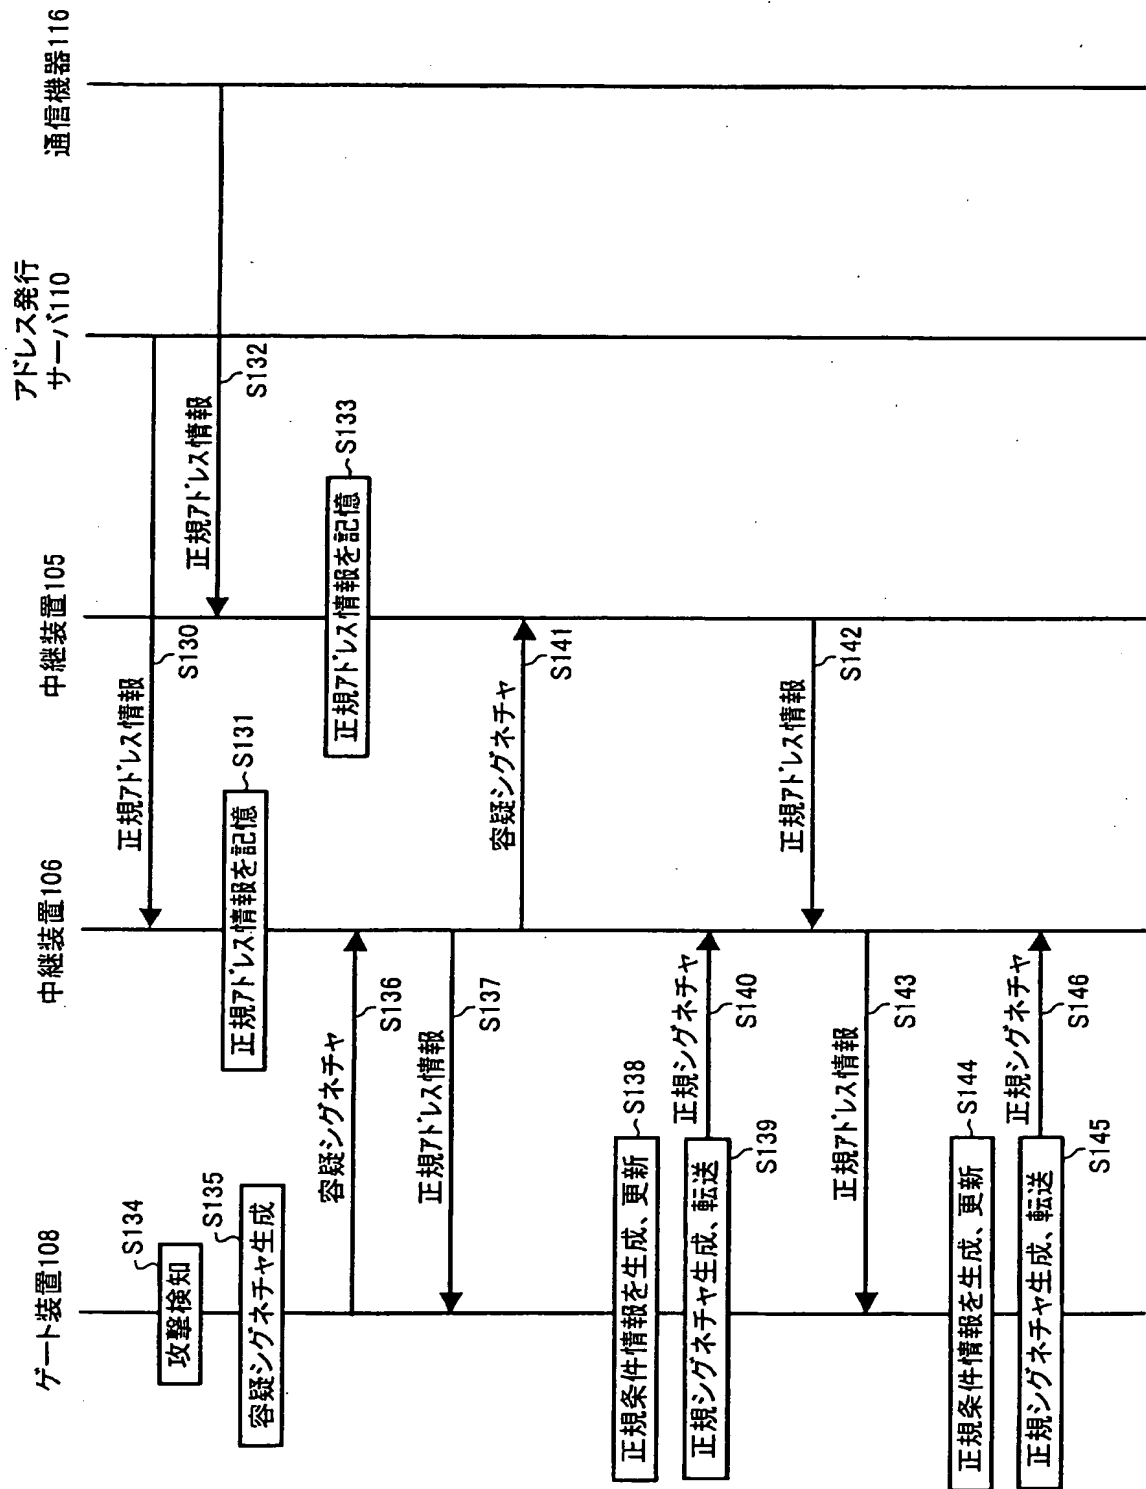 ゲート装置108
中継装置106
中継装置105
アドレス発行
サーバ110
通信機器116
正規アドレス情報
S130
正規アドレス情報を記憶
S131
正規アドレス情報
S132
正規アドレス情報を記憶
S133
攻撃検知
S134
容疑シグネチャ生成
S135
容疑シグネチャ
S136
正規アドレス情報
S137
容疑シグネチャ
S141
正規条件情報を生成、更新
S138
正規シグネチャ生成、転送
S139
正規シグネチャ
S140
正規アドレス情報
S142
正規アドレス情報
S143
正規条件情報を生成、更新
S144
正規シグネチャ生成、転送
S145
正規シグネチャ
S146